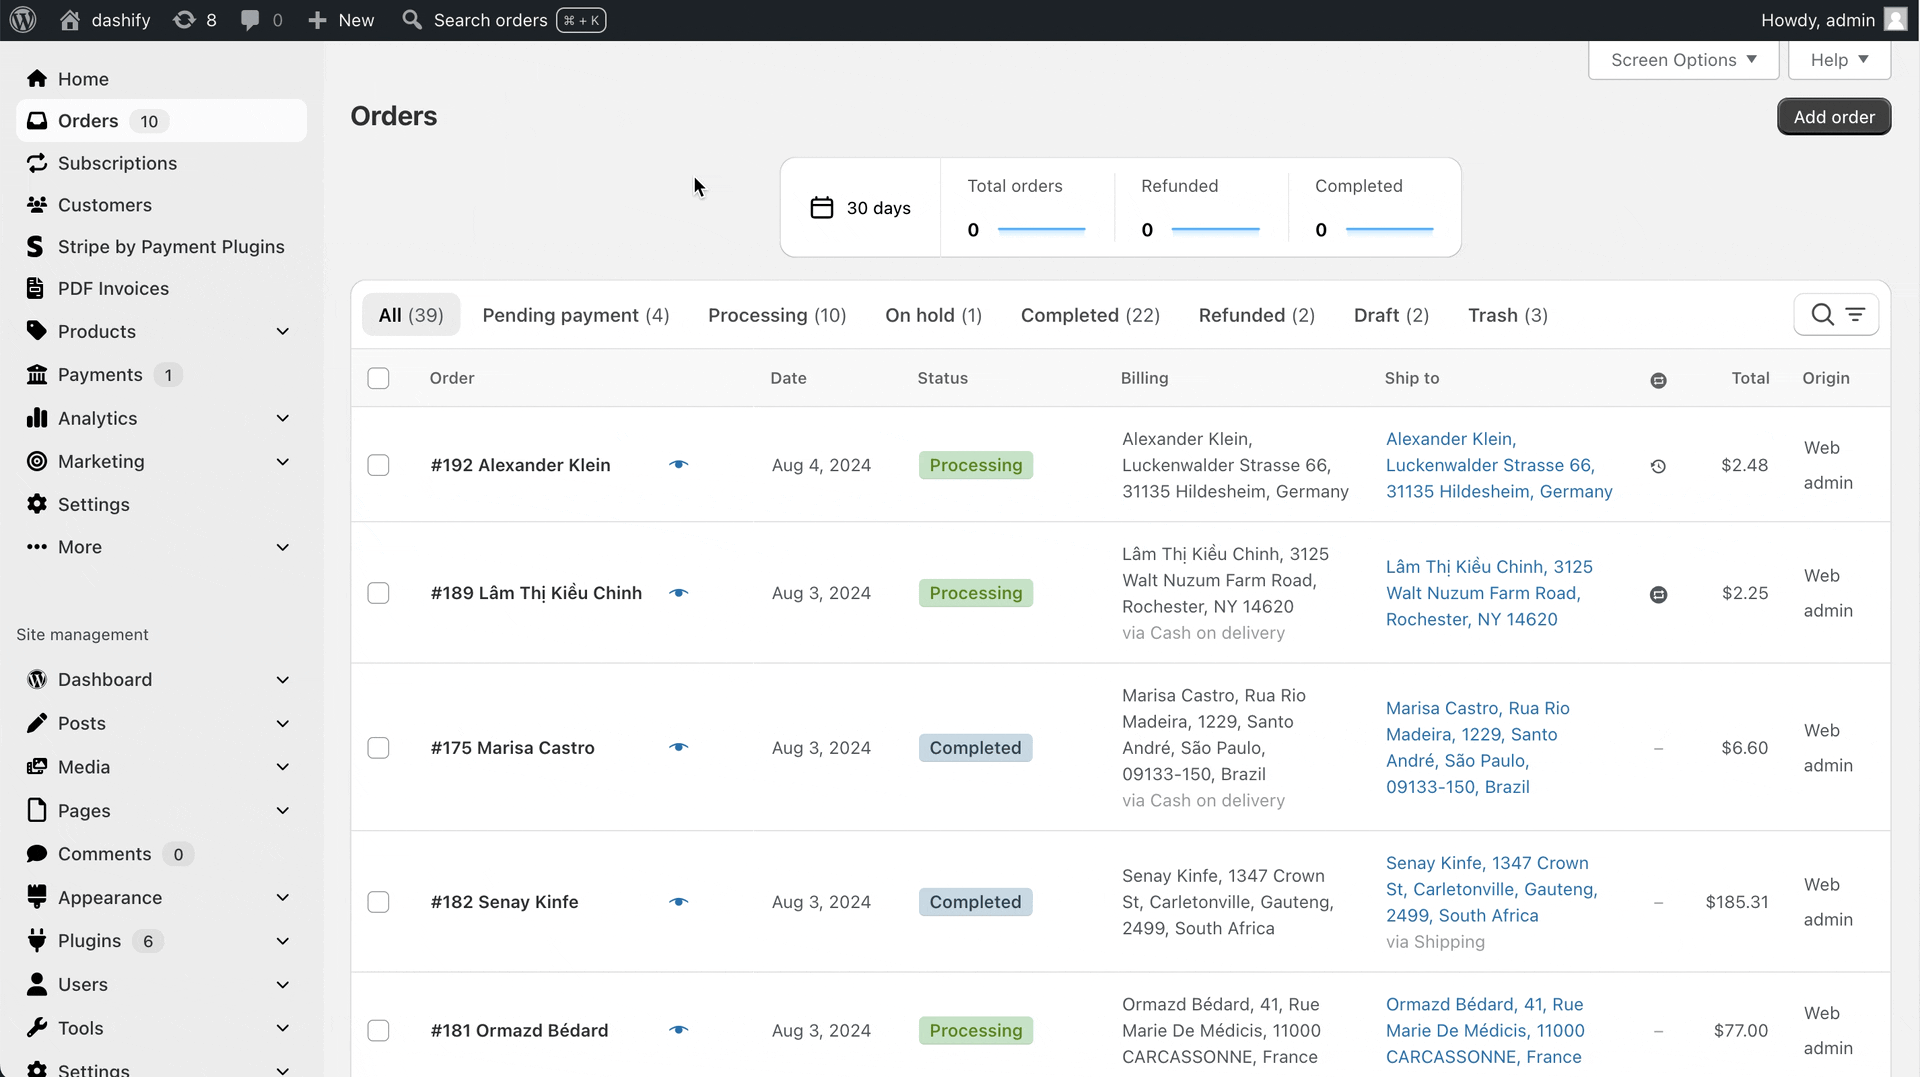 dashify 8 0 New Search orders ⌘ + K Howdy, admin
Screen Options Help
Home
Orders 10
Subscriptions
Customers
Stripe by Payment Plugins
PDF Invoices
Products
Payments 1
Analytics
Marketing
Settings
More
Site management
Dashboard
Posts
Media
Pages
Comments 0
Appearance
Plugins 6
Users
Tools
Settings
Orders
Add order
30 days
Total orders
0
Refunded
0
Completed
0
All (39) Pending payment (4) Processing (10) On hold (1) Completed (22) Refunded (2) Draft (2) Trash (3)
Order Date Status Billing Ship to Total Origin
#192 Alexander Klein
Aug 4, 2024
Processing
Alexander Klein,
Luckenwalder Strasse 66,
31135 Hildesheim, Germany
Alexander Klein,
Luckenwalder Strasse 66,
31135 Hildesheim, Germany
$2.48
Web
admin
#189 Lâm Thị Kiều Chinh
Aug 3, 2024
Processing
Lâm Thị Kiều Chinh, 3125
Walt Nuzum Farm Road,
Rochester, NY 14620
via Cash on delivery
Lâm Thị Kiều Chinh, 3125
Walt Nuzum Farm Road,
Rochester, NY 14620
$2.25
Web
admin
#175 Marisa Castro
Aug 3, 2024
Completed
Marisa Castro, Rua Rio
Madeira, 1229, Santo
André, São Paulo,
09133-150, Brazil
via Cash on delivery
Marisa Castro, Rua Rio
Madeira, 1229, Santo
André, São Paulo,
09133-150, Brazil
–
$6.60
Web
admin
#182 Senay Kinfe
Aug 3, 2024
Completed
Senay Kinfe, 1347 Crown
St, Carletonville, Gauteng,
2499, South Africa
Senay Kinfe, 1347 Crown
St, Carletonville, Gauteng,
2499, South Africa
via Shipping
–
$185.31
Web
admin
#181 Ormazd Bédard
Aug 3, 2024
Processing
Ormazd Bédard, 41, Rue
Marie De Médicis, 11000
CARCASSONNE, France
Ormazd Bédard, 41, Rue
Marie De Médicis, 11000
CARCASSONNE, France
–
$77.00
Web
admin